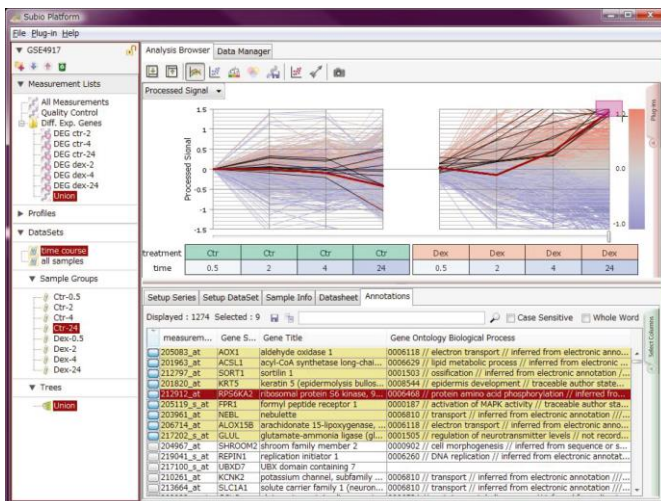 Subio Platform
File Plug-in Help
GSE4917
Measurement Lists
All Measurements
Quality Control
Diff. Exp. Genes
DEG ctr-2
DEG ctr-4
DEG ctr-24
DEG dex-2
DEG dex-4
DEG dex-24
Union
Profiles
DataSets
time course
all samples
Sample Groups
Ctr-0.5
Ctr-2
Ctr-4
Ctr-24
Dex-0.5
Dex-2
Dex-4
Dex-24
Trees
Union
Analysis Browser Data Manager
Processed Signal
Plug-ins
Processed Signal
1.5
1
0.5
0
-0.5
-1
-1.5
1.2
0.0
-1.0
treatment Ctr Ctr Ctr Ctr Dex Dex Dex Dex
time 0.5 2 4 24 0.5 2 4 24
Setup Series Setup DataSet Sample Info Datasheet Annotations
Displayed : 1274 Selected : 9 Case Sensitive Whole Word
Select Columns
measurem... Gene S... Gene Title Gene Ontology Biological Process
205083_at AOX1 aldehyde oxidase 1 0006118 // electron transport // inferred from electronic anno...
201963_at ACSL1 acyl-CoA synthetase long-chai... 0006629 // lipid metabolic process // inferred from electronic...
212797_at SORT1 sortilin 1 0001503 // ossification // inferred from electronic annotation ...
201820_at KRT5 keratin 5 (epidermolysis bullos... 0008544 // epidermis development // traceable author state...
212912_at RPS6KA2 ribosomal protein S6 kinase, 9... 0006468 // protein amino acid phosphorylation // inferred fro...
205119_s_at FPR1 formyl peptide receptor 1 0000187 // activation of MAPK activity // traceable author sta...
203961_at NEBL nebulette 0006810 // transport // inferred from electronic annotation ///...
206714_at ALOX15B arachidonate 15-lipoxygenase, ... 0006810 // transport // inferred from electronic annotation ///...
217202_s_at GLUL glutamate-ammonia ligase (gl... 0001505 // regulation of neurotransmitter levels // not record...
204967_at SHROOM2 shroom family member 2 0000902 // cell morphogenesis // inferred from sequence or s...
219041_s_at REPIN1 replication initiator 1 0006260 // DNA replication // inferred from electronic annotat...
217100_s_at UBXD7 UBX domain containing 7
210261_at KCNK2 potassium channel, subfamily ... 0006810 // transport // inferred from electronic annotation ///...
213664_at SLC1A1 solute carrier family 1 (neuron... 0006810 // transport // inferred from electronic annotation ///...